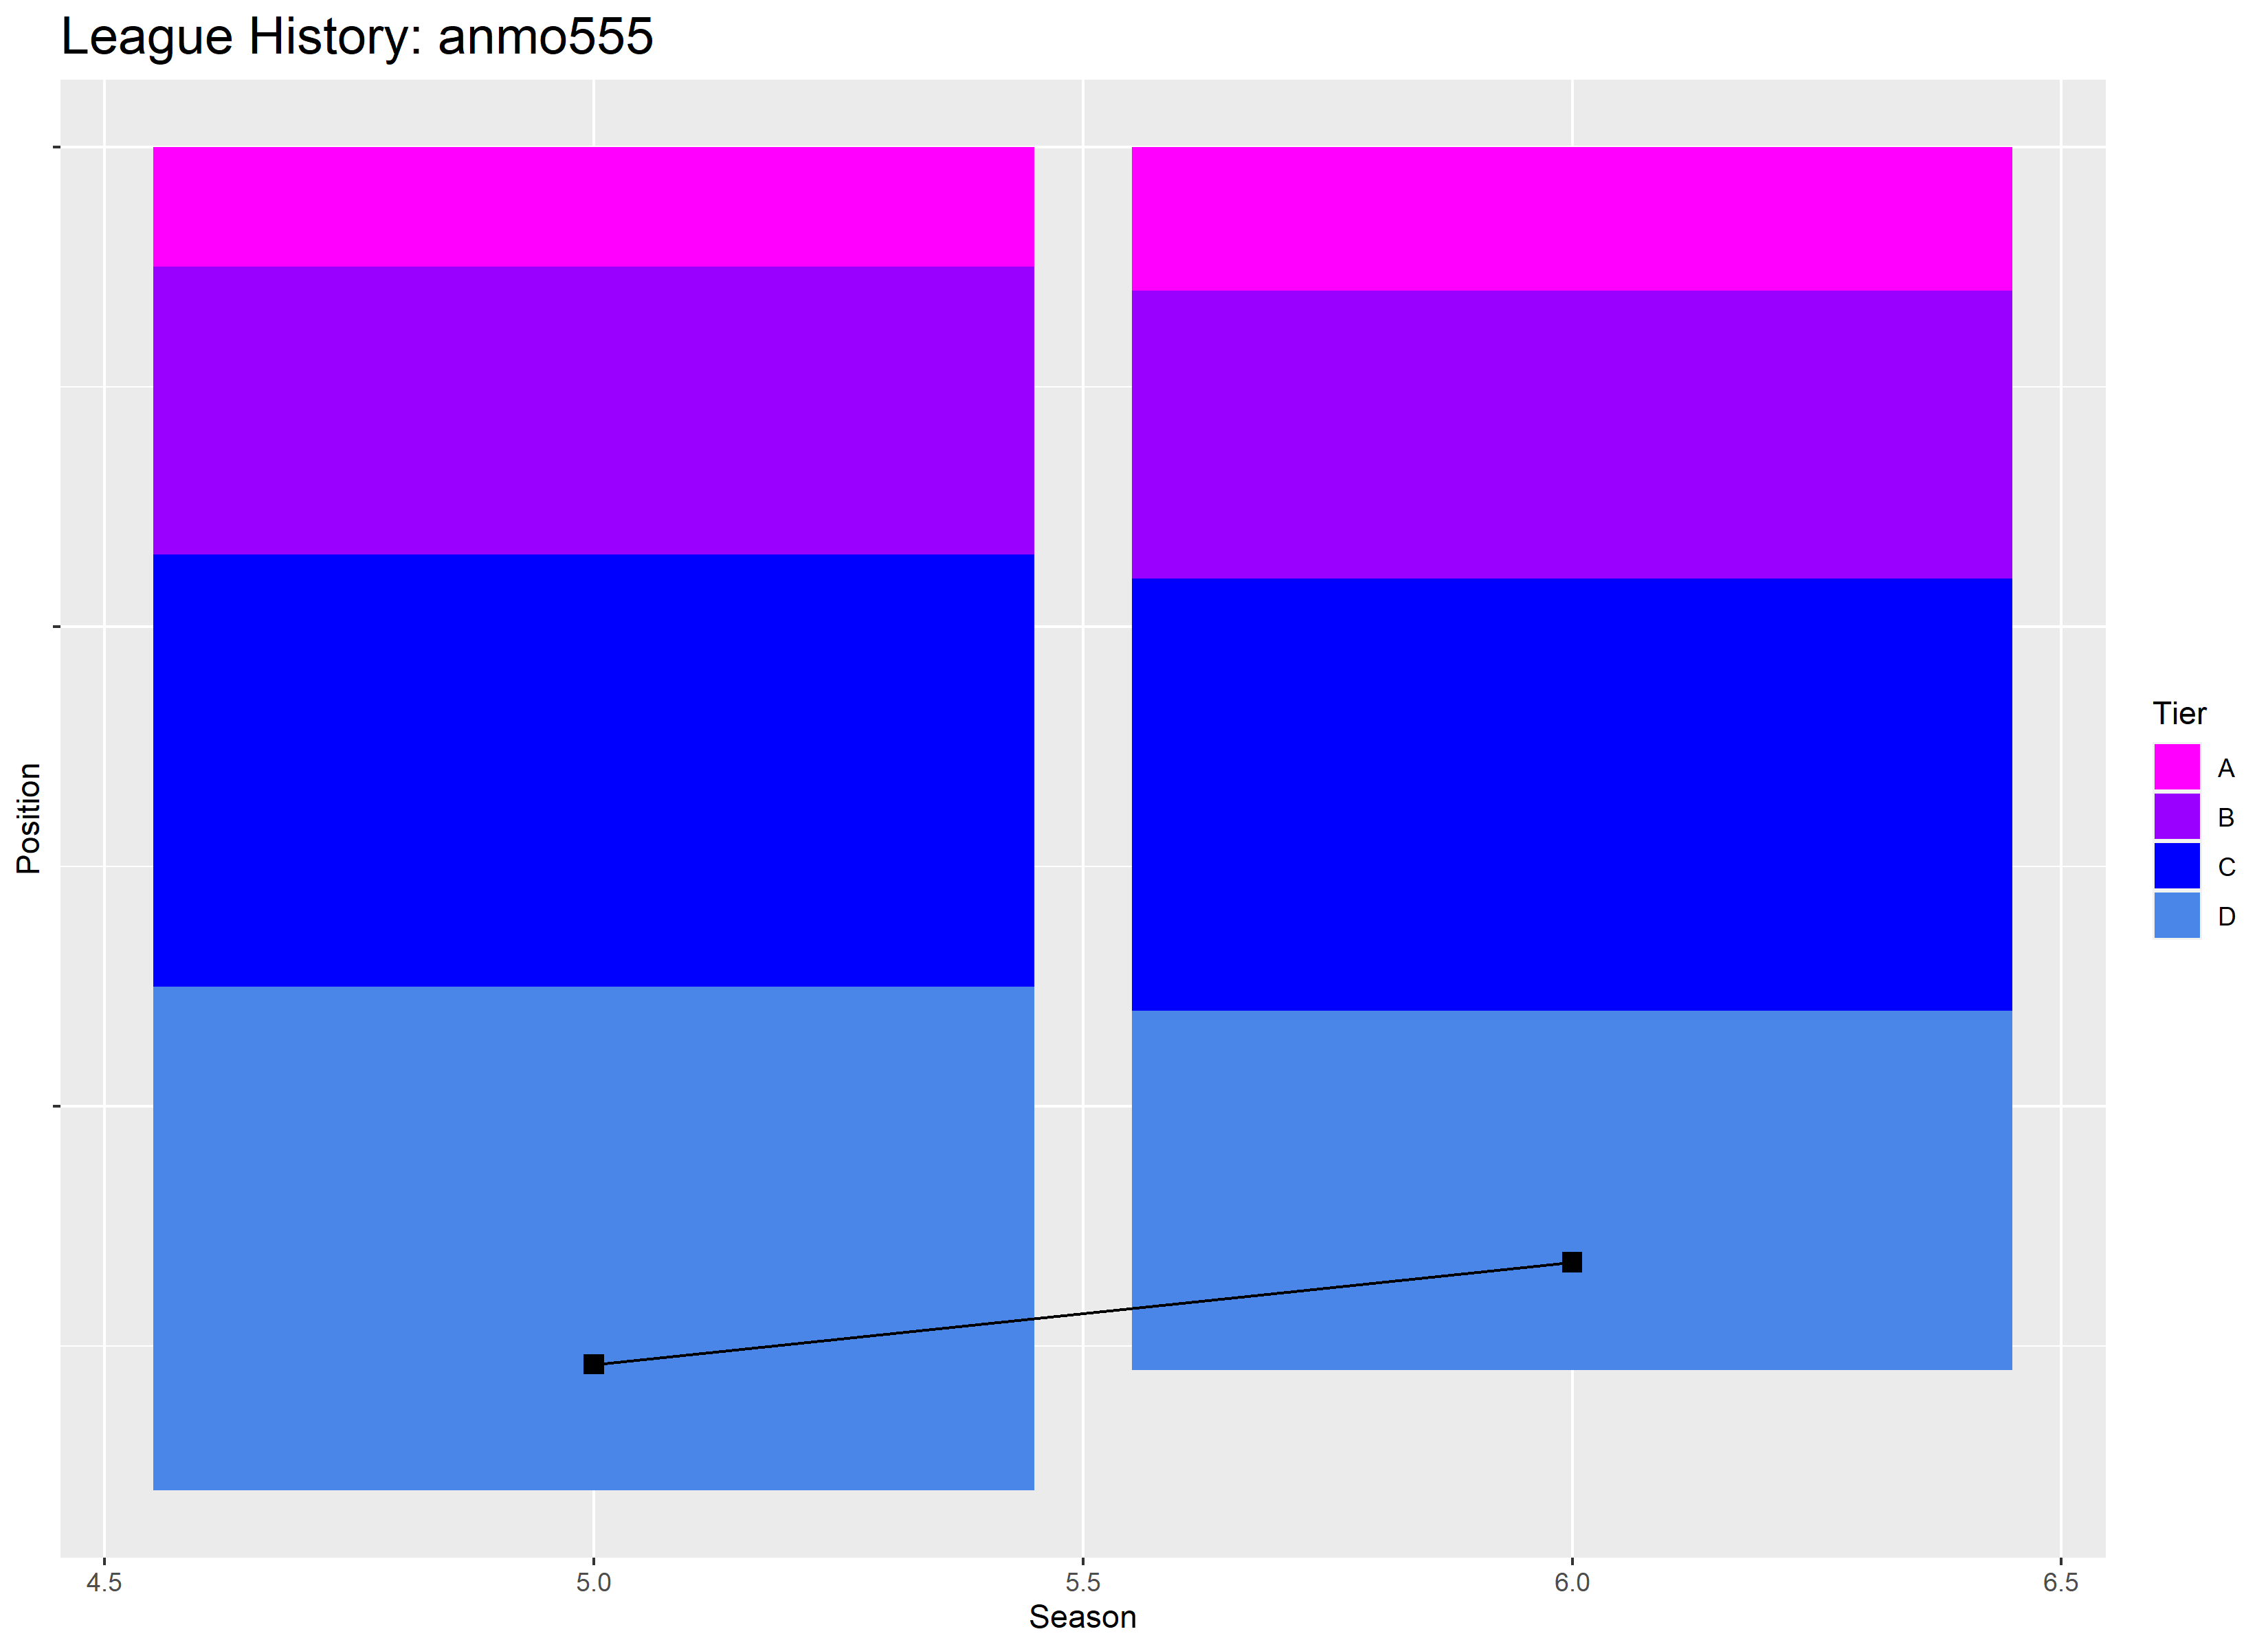 League History: anmo555
Position
4.5
5.0
5.5
6.0
6.5
Season
Tier
A
B
C
D